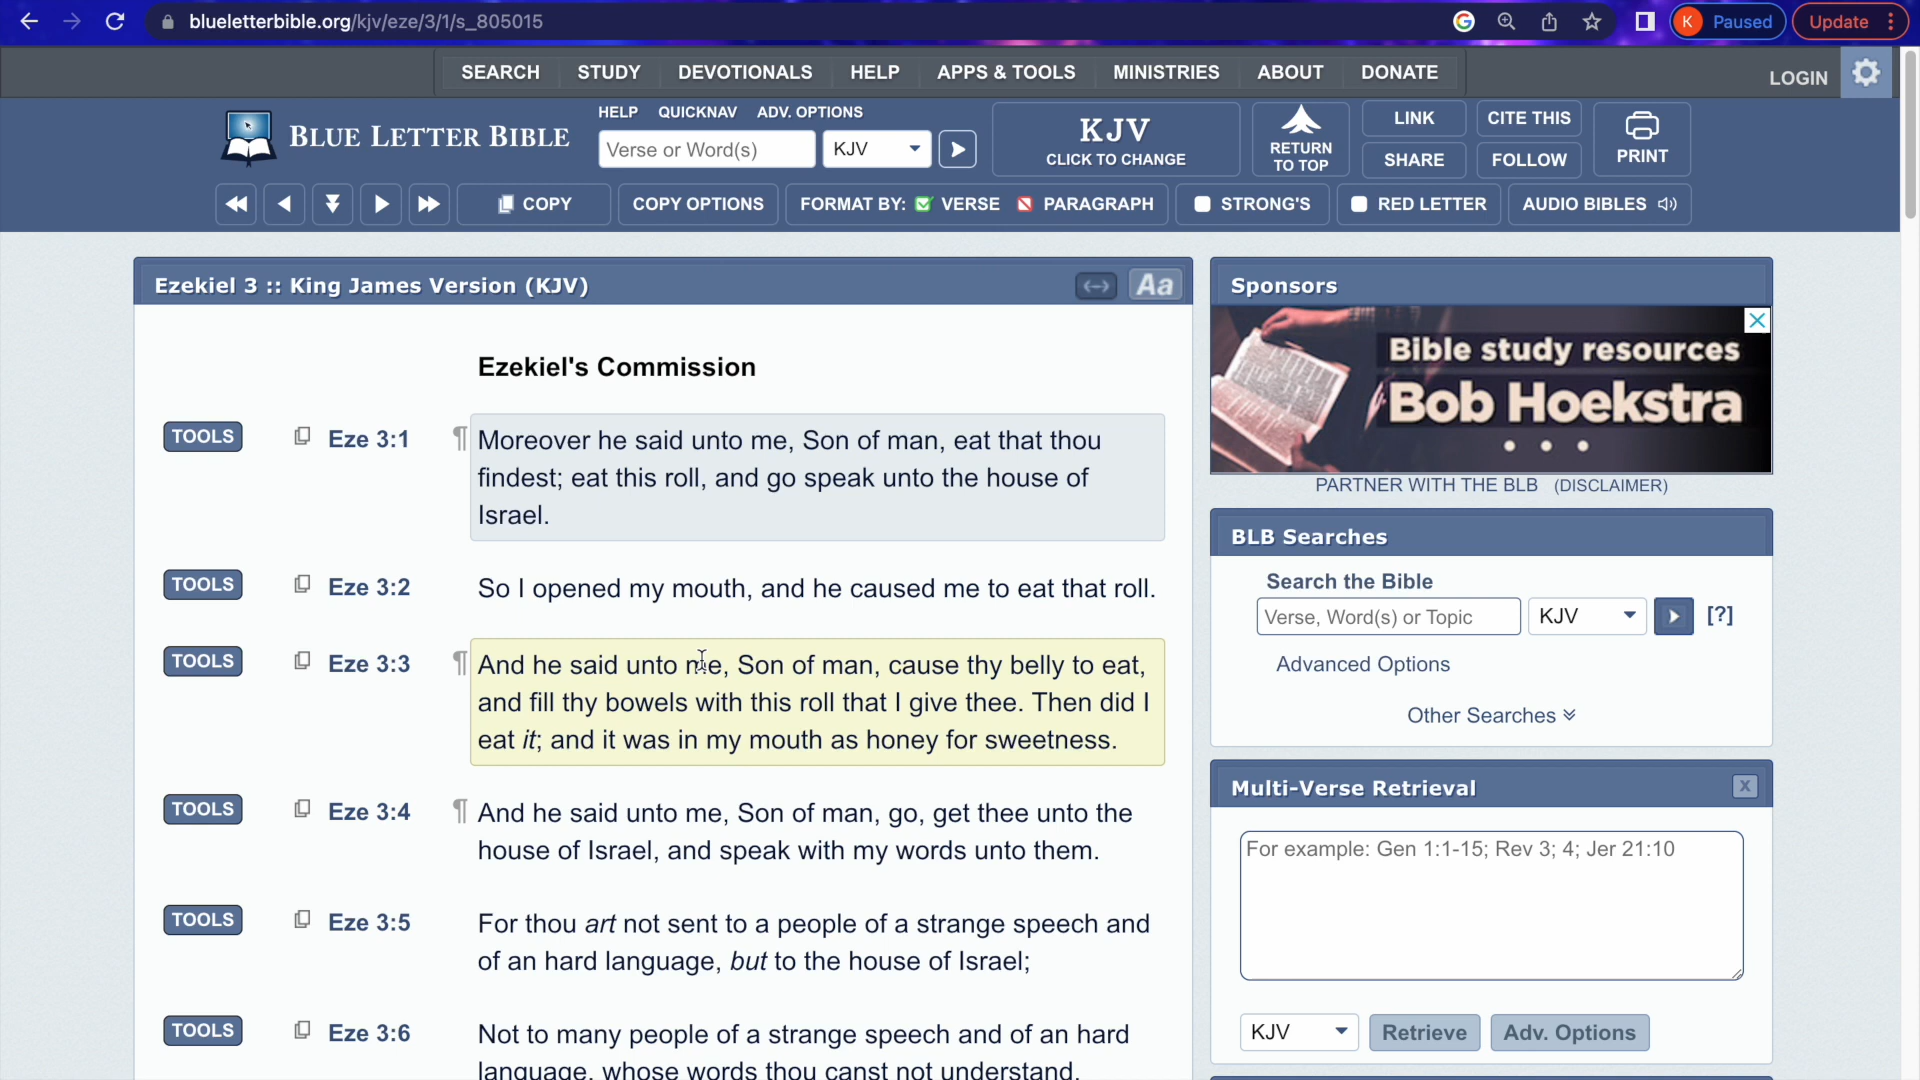 blueletterbible.org/kjv/eze/3/1/s_805015
K Paused
Update
SEARCH STUDY DEVOTIONALS HELP APPS & TOOLS MINISTRIES ABOUT DONATE
LOGIN
BLUE LETTER BIBLE
HELP QUICKNAV ADV. OPTIONS
Verse or Word(s)
KJV
KJV
CLICK TO CHANGE
RETURN
TO TOP
LINK
CITE THIS
SHARE
FOLLOW
PRINT
COPY
COPY OPTIONS
FORMAT BY: VERSE PARAGRAPH
STRONG'S
RED LETTER
AUDIO BIBLES
Ezekiel 3 :: King James Version (KJV)
Aa
Ezekiel's Commission
TOOLS Eze 3:1 ¶ Moreover he said unto me, Son of man, eat that thou
findest; eat this roll, and go speak unto the house of
Israel.
TOOLS Eze 3:2 So I opened my mouth, and he caused me to eat that roll.
TOOLS Eze 3:3 ¶ And he said unto me, Son of man, cause thy belly to eat,
and fill thy bowels with this roll that I give thee. Then did I
eat it; and it was in my mouth as honey for sweetness.
TOOLS Eze 3:4 ¶ And he said unto me, Son of man, go, get thee unto the
house of Israel, and speak with my words unto them.
TOOLS Eze 3:5 For thou art not sent to a people of a strange speech and
of an hard language, but to the house of Israel;
TOOLS Eze 3:6 Not to many people of a strange speech and of an hard
language, whose words thou canst not understand.
Sponsors
Bible study resources
Bob Hoekstra
PARTNER WITH THE BLB (DISCLAIMER)
BLB Searches
Search the Bible
Verse, Word(s) or Topic
KJV
[?]
Advanced Options
Other Searches
Multi-Verse Retrieval
X
For example: Gen 1:1-15; Rev 3; 4; Jer 21:10
KJV
Retrieve
Adv. Options